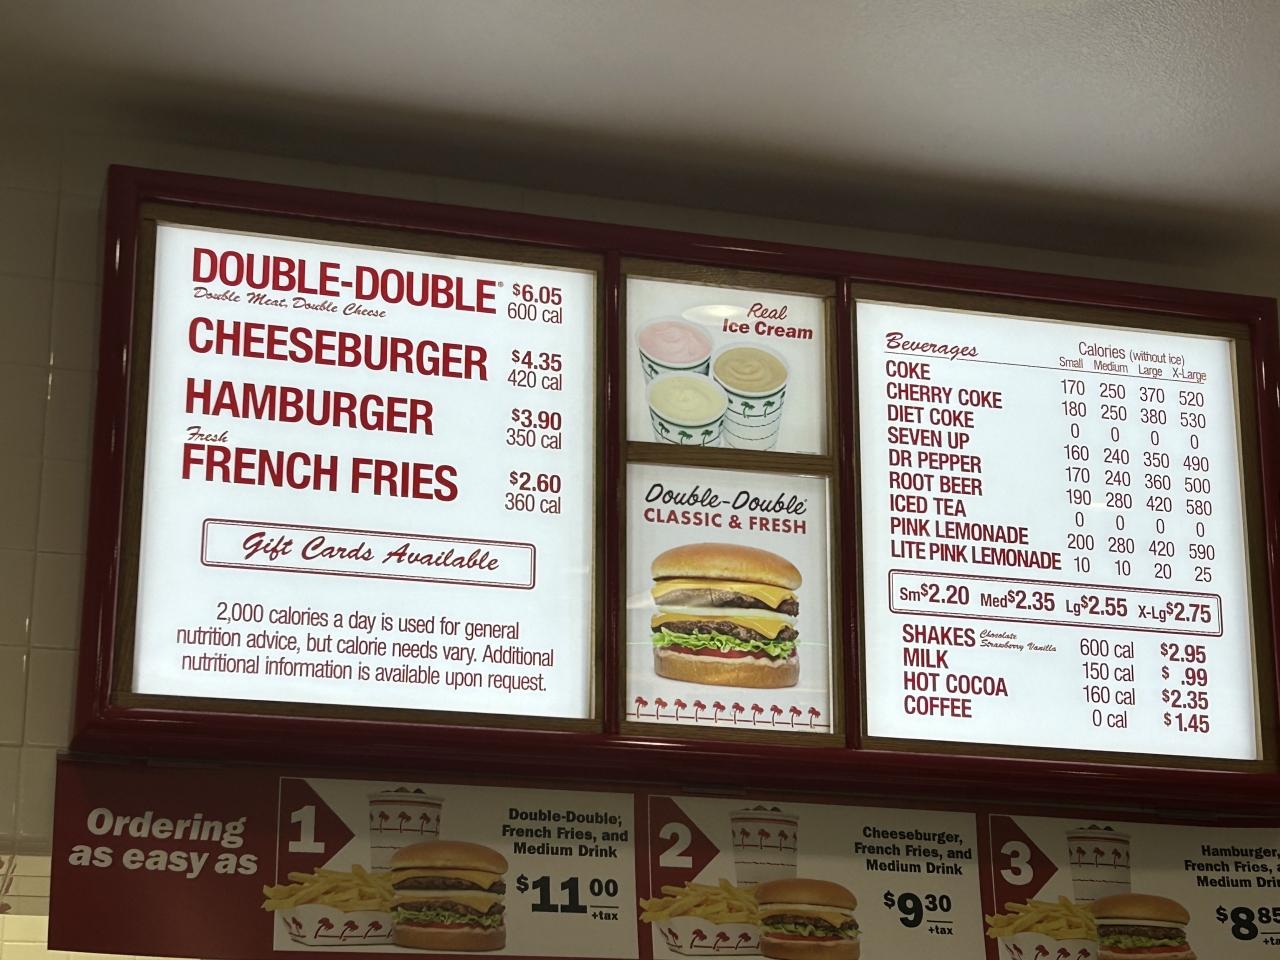 DOUBLE-DOUBLE® $6.05
Double Meat, Double Cheese 600 cal
CHEESEBURGER $4.35
420 cal
HAMBURGER $3.90
350 cal
Fresh
FRENCH FRIES $2.60
360 cal
Gift Cards Available
2,000 calories a day is used for general
nutrition advice, but calorie needs vary. Additional
nutritional information is available upon request.
Real
Ice Cream
Double-Double®
CLASSIC & FRESH
Beverages Calories (without ice)
Small Medium Large X-Large
COKE 170 250 370 520
CHERRY COKE 180 250 380 530
DIET COKE 0 0 0 0
SEVEN UP 160 240 350 490
DR PEPPER 170 240 360 500
ROOT BEER 190 280 420 580
ICED TEA 0 0 0 0
PINK LEMONADE 200 280 420 590
LITE PINK LEMONADE 10 10 20 25
Sm$2.20 Med$2.35 Lg$2.55 X-Lg$2.75
SHAKES Chocolate Strawberry Vanilla 600 cal $2.95
MILK 150 cal $ .99
HOT COCOA 160 cal $2.35
COFFEE 0 cal $1.45
Ordering
as easy as
1
Double-Double,®
French Fries, and
Medium Drink
$11 00
+tax
2
Cheeseburger,
French Fries, and
Medium Drink
$9 30
+tax
3
Hamburger,
French Fries, a
Medium Dri
$8 85
+ta